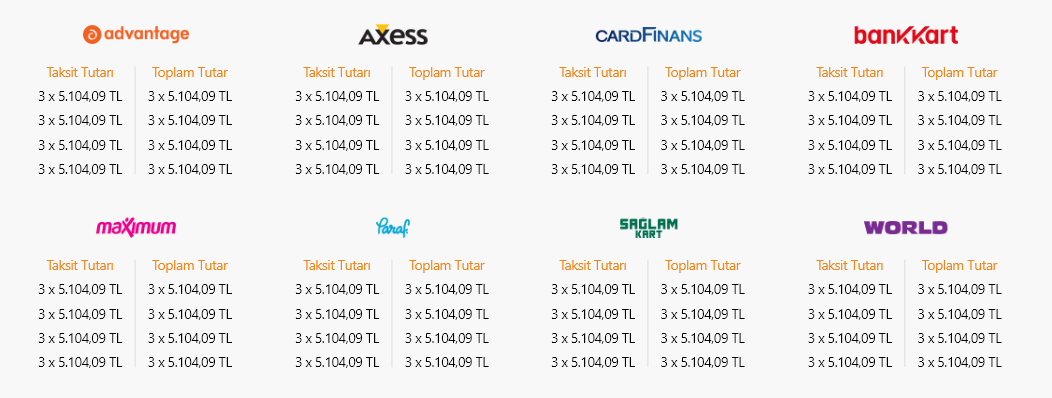 advantage
Axess
CARDFINANS
banKKart
Taksit Tutarı Toplam Tutar Taksit Tutarı Toplam Tutar Taksit Tutarı Toplam Tutar Taksit Tutarı Toplam Tutar
3 x 5.104,09 TL 3 x 5.104,09 TL 3 x 5.104,09 TL 3 x 5.104,09 TL 3 x 5.104,09 TL 3 x 5.104,09 TL 3 x 5.104,09 TL 3 x 5.104,09 TL
3 x 5.104,09 TL 3 x 5.104,09 TL 3 x 5.104,09 TL 3 x 5.104,09 TL 3 x 5.104,09 TL 3 x 5.104,09 TL 3 x 5.104,09 TL 3 x 5.104,09 TL
3 x 5.104,09 TL 3 x 5.104,09 TL 3 x 5.104,09 TL 3 x 5.104,09 TL 3 x 5.104,09 TL 3 x 5.104,09 TL 3 x 5.104,09 TL 3 x 5.104,09 TL
3 x 5.104,09 TL 3 x 5.104,09 TL 3 x 5.104,09 TL 3 x 5.104,09 TL 3 x 5.104,09 TL 3 x 5.104,09 TL 3 x 5.104,09 TL 3 x 5.104,09 TL
maximum
Paraf
SAĞLAM
KART
WORLD
Taksit Tutarı Toplam Tutar Taksit Tutarı Toplam Tutar Taksit Tutarı Toplam Tutar Taksit Tutarı Toplam Tutar
3 x 5.104,09 TL 3 x 5.104,09 TL 3 x 5.104,09 TL 3 x 5.104,09 TL 3 x 5.104,09 TL 3 x 5.104,09 TL 3 x 5.104,09 TL 3 x 5.104,09 TL
3 x 5.104,09 TL 3 x 5.104,09 TL 3 x 5.104,09 TL 3 x 5.104,09 TL 3 x 5.104,09 TL 3 x 5.104,09 TL 3 x 5.104,09 TL 3 x 5.104,09 TL
3 x 5.104,09 TL 3 x 5.104,09 TL 3 x 5.104,09 TL 3 x 5.104,09 TL 3 x 5.104,09 TL 3 x 5.104,09 TL 3 x 5.104,09 TL 3 x 5.104,09 TL
3 x 5.104,09 TL 3 x 5.104,09 TL 3 x 5.104,09 TL 3 x 5.104,09 TL 3 x 5.104,09 TL 3 x 5.104,09 TL 3 x 5.104,09 TL 3 x 5.104,09 TL